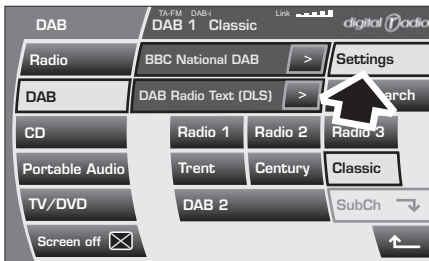 DAB
TA-FM DAB-i
DAB 1 Classic
Link
digital Radio
Radio
BBC National DAB >
Settings
DAB
DAB Radio Text (DLS) >
arch
CD
Radio 1
Radio 2
Radio 3
Portable Audio
Trent
Century
Classic
TV/DVD
DAB 2
SubCh
Screen off